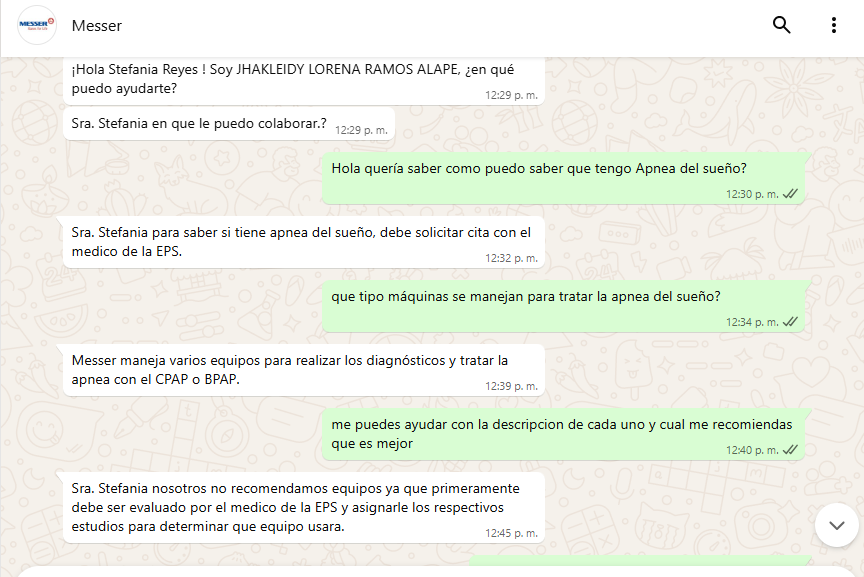 MESSER
Messer
¡Hola Stefania Reyes ! Soy JHAKLEIDY LORENA RAMOS ALAPE, ¿en qué
puedo ayudarte?
12:29 p. m.
Sra. Stefania en que le puedo colaborar.?
12:29 p. m.
Hola quería saber como puedo saber que tengo Apnea del sueño?
12:30 p. m.
Sra. Stefania para saber si tiene apnea del sueño, debe solicitar cita con el
medico de la EPS.
12:32 p. m.
que tipo máquinas se manejan para tratar la apnea del sueño?
12:34 p. m.
Messer maneja varios equipos para realizar los diagnósticos y tratar la
apnea con el CPAP o BPAP.
12:39 p. m.
me puedes ayudar con la descripcion de cada uno y cual me recomiendas
que es mejor
12:40 p. m.
Sra. Stefania nosotros no recomendamos equipos ya que primeramente
debe ser evaluado por el medico de la EPS y asignarle los respectivos
estudios para determinar que equipo usara.
12:45 p. m.